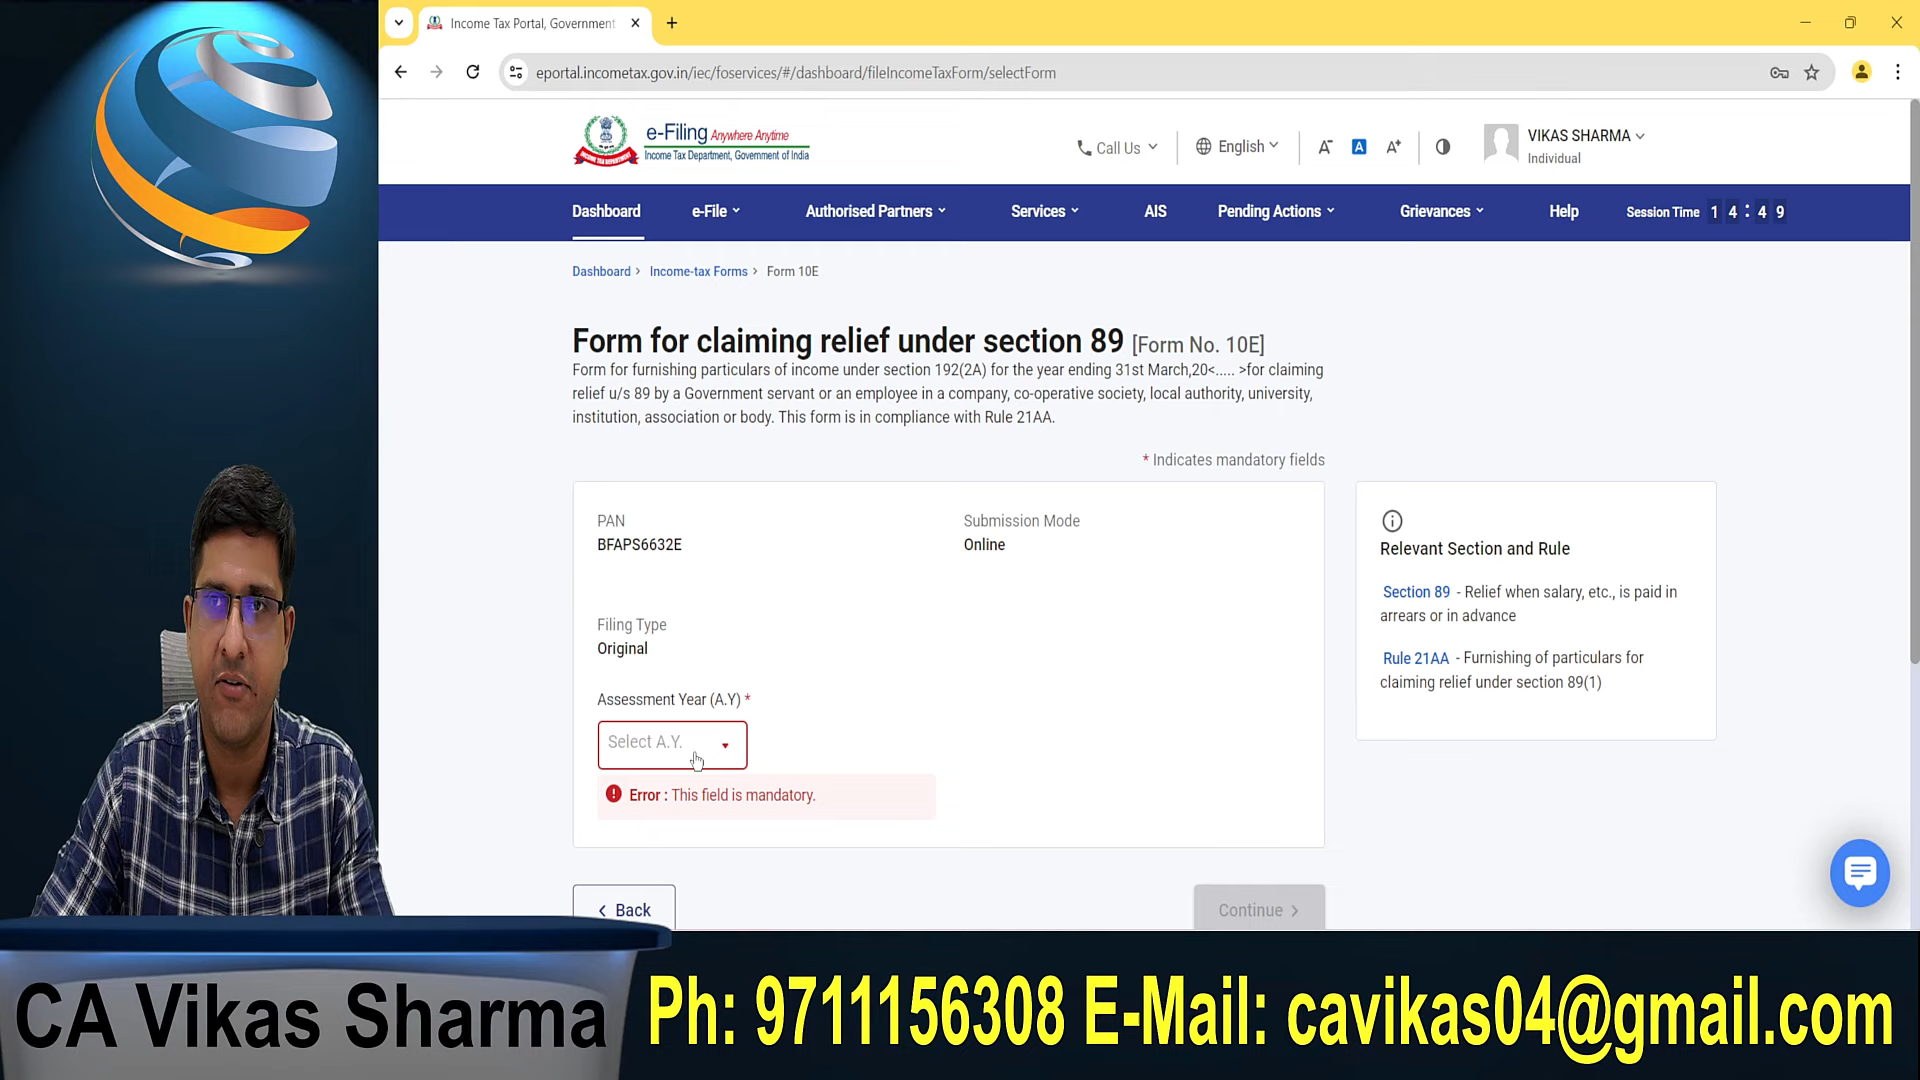 Income Tax Portal, Government
eportal.incometax.gov.in/iec/foservices/#/dashboard/fileIncomeTaxForm/selectForm
e-Filing Anywhere Anytime
Income Tax Department, Government of India
Call Us
English
A-
A
A+
VIKAS SHARMA
Individual
Dashboard
e-File
Authorised Partners
Services
AIS
Pending Actions
Grievances
Help
Session Time 1 4 : 4 9
Dashboard > Income-tax Forms > Form 10E
Form for claiming relief under section 89 [Form No. 10E]
Form for furnishing particulars of income under section 192(2A) for the year ending 31st March,20<..... >for claiming
relief u/s 89 by a Government servant or an employee in a company, co-operative society, local authority, university,
institution, association or body. This form is in compliance with Rule 21AA.
* Indicates mandatory fields
PAN
BFAPS6632E
Submission Mode
Online
Filing Type
Original
Assessment Year (A.Y) *
Select A.Y.
Error : This field is mandatory.
Relevant Section and Rule
Section 89 - Relief when salary, etc., is paid in
arrears or in advance
Rule 21AA - Furnishing of particulars for
claiming relief under section 89(1)
< Back
Continue >
CA Vikas Sharma
Ph: 9711156308 E-Mail: cavikas04@gmail.com